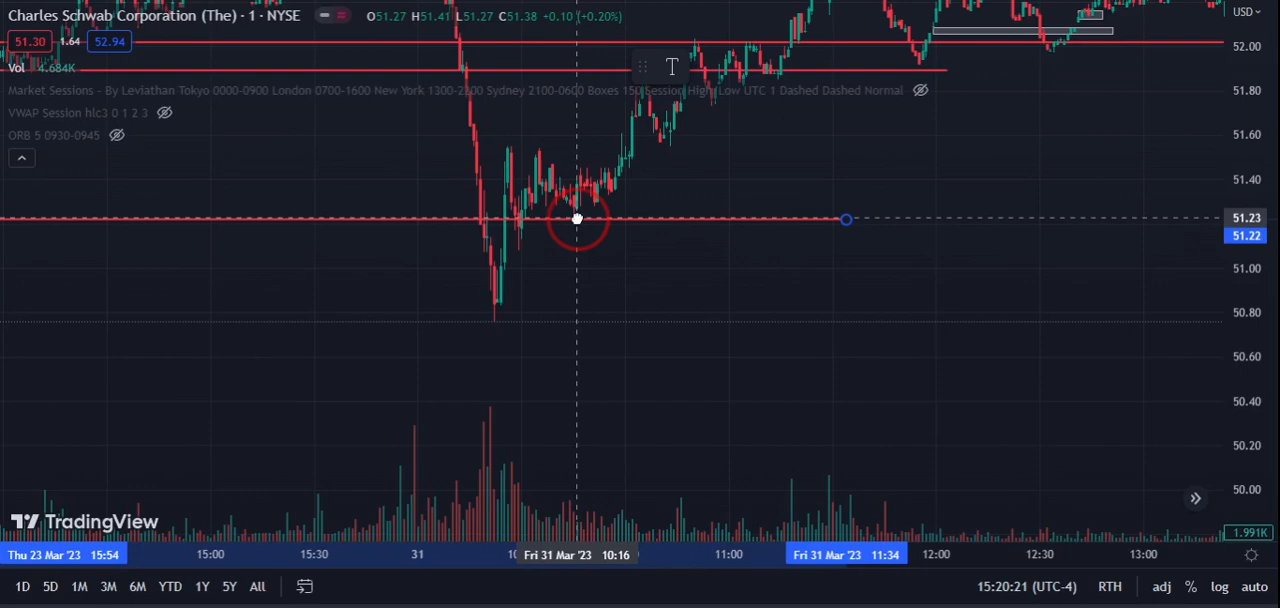 Charles Schwab Corporation (The) · 1 · NYSE O51.27 H51.41 L51.27 C51.38 +0.10 (+0.20%) USD
51.30 1.64 52.94
52.00
Vol 4.684K
Market Sessions - By Leviathan Tokyo 0000-0900 London 0700-1600 New York 1300-2200 Sydney 2100-0600 Boxes 150 Session High/Low UTC 1 Dashed Dashed Normal
51.80
VWAP Session hlc3 0 1 2 3
ORB 5 0930-0945
51.60
T
51.40
51.23
51.22
51.00
50.80
50.60
50.40
50.20
50.00
TradingView
1.991K
Thu 23 Mar '23 15:54 15:00 15:30 31 Fri 31 Mar '23 10:16 11:00 Fri 31 Mar '23 11:34 12:00 12:30 13:00
1D 5D 1M 3M 6M YTD 1Y 5Y All 15:20:21 (UTC-4) RTH adj % log auto